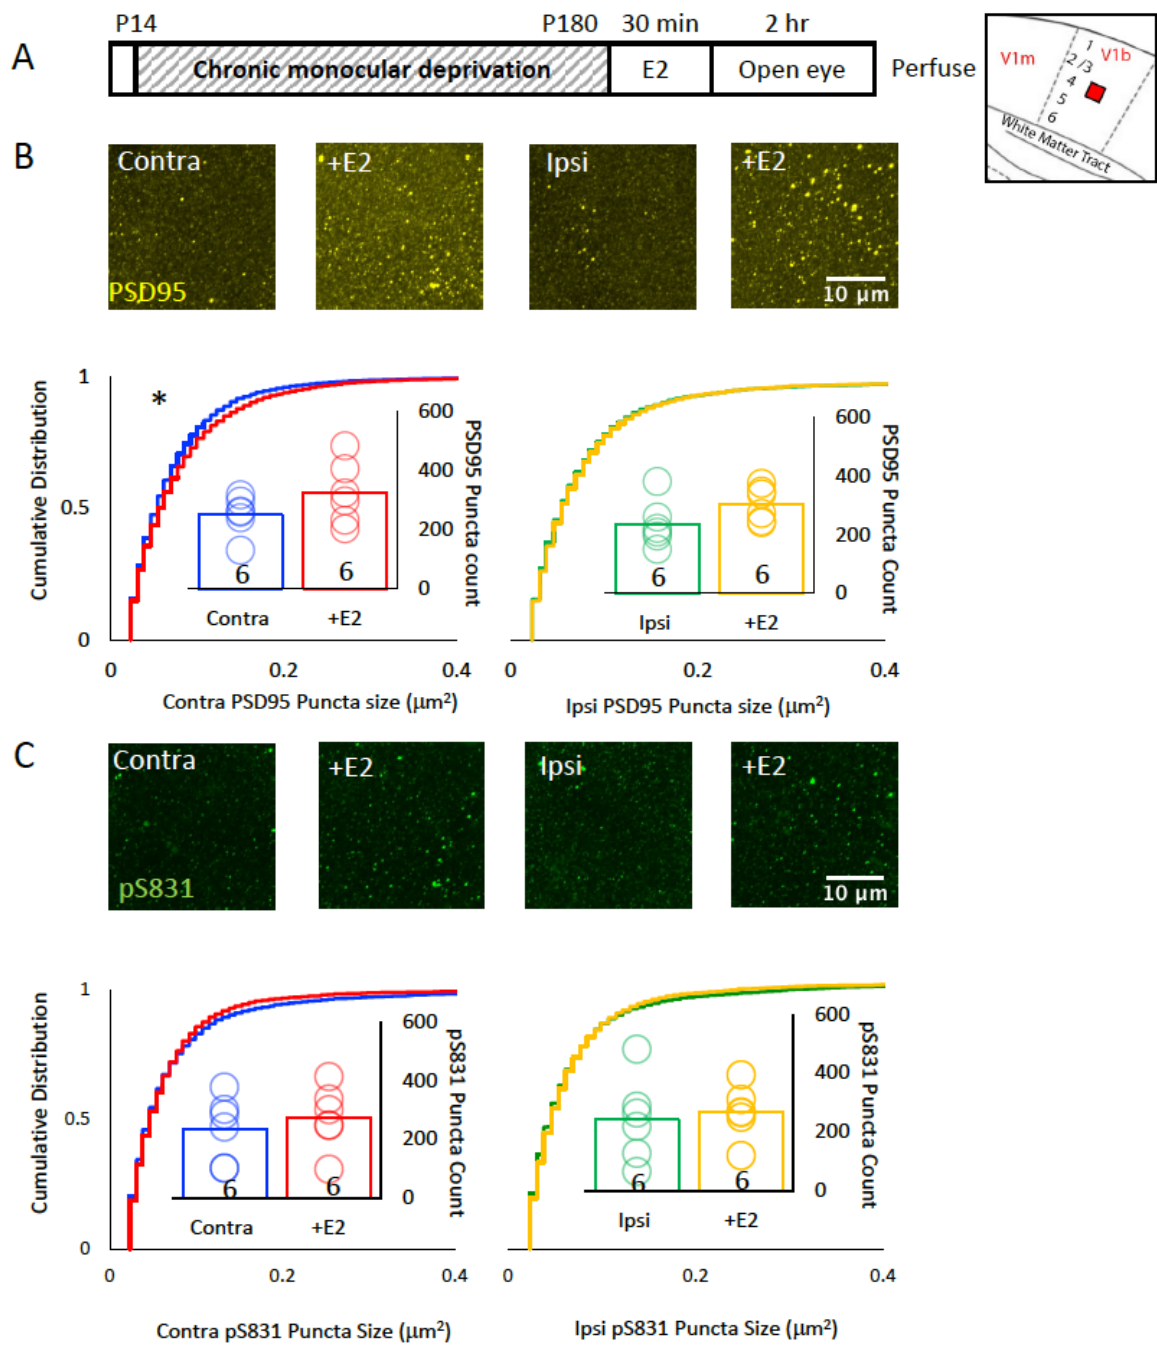 P14 P180 30 min 2 hr
A Chronic monocular deprivation E2 Open eye Perfuse
V1m V1b
1
2/3
4
5
6
White Matter Tract
B Contra +E2 Ipsi +E2
PSD95 10 µm
1 * 600 600
400 400
0.5 200 200
6 6 6 6
0 0
Contra +E2 Ipsi +E2
0
Cumulative Distribution
PSD95 Puncta count
PSD95 Puncta Count
0 0.2 0.4 0 0.2 0.4
Contra PSD95 Puncta size (µm²) Ipsi PSD95 Puncta size (µm²)
C Contra +E2 Ipsi +E2
pS831 10 µm
1 600 600
400 400
0.5 200 200
6 6 6 6
0 0
Contra +E2 Ipsi +E2
0
Cumulative Distribution
pS831 Puncta Count
pS831 Puncta Count
0 0.2 0.4 0 0.2 0.4
Contra pS831 Puncta Size (µm²) Ipsi pS831 Puncta Size (µm²)